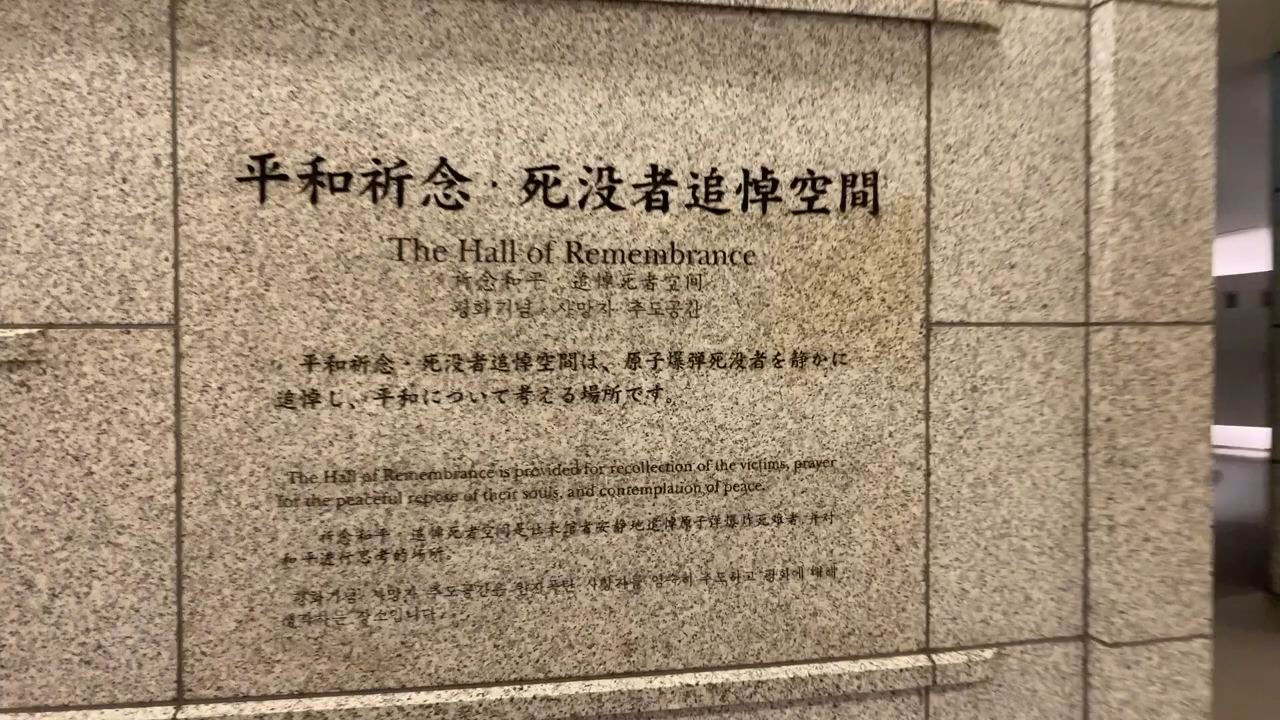 平和祈念・死没者追悼空間
The Hall of Remembrance
祈念和平、追悼死者空间
평화기념·사망자 추도공간
平和祈念・死没者追悼空間は、原子爆弾死没者を静かに
追悼し、平和について考える場所です。
The Hall of Remembrance is provided for recollection of the victims, prayer
for the peaceful repose of their souls, and contemplation of peace.
祈念和平、追悼死者空间是让来馆者安静地追悼原子弹爆炸死难者,并对
和平进行思考的场所。
평화기념·사망자 추도공간은 원자폭탄 사망자를 엄숙히 추도하고 평화에 대해
생각하는 장소입니다.